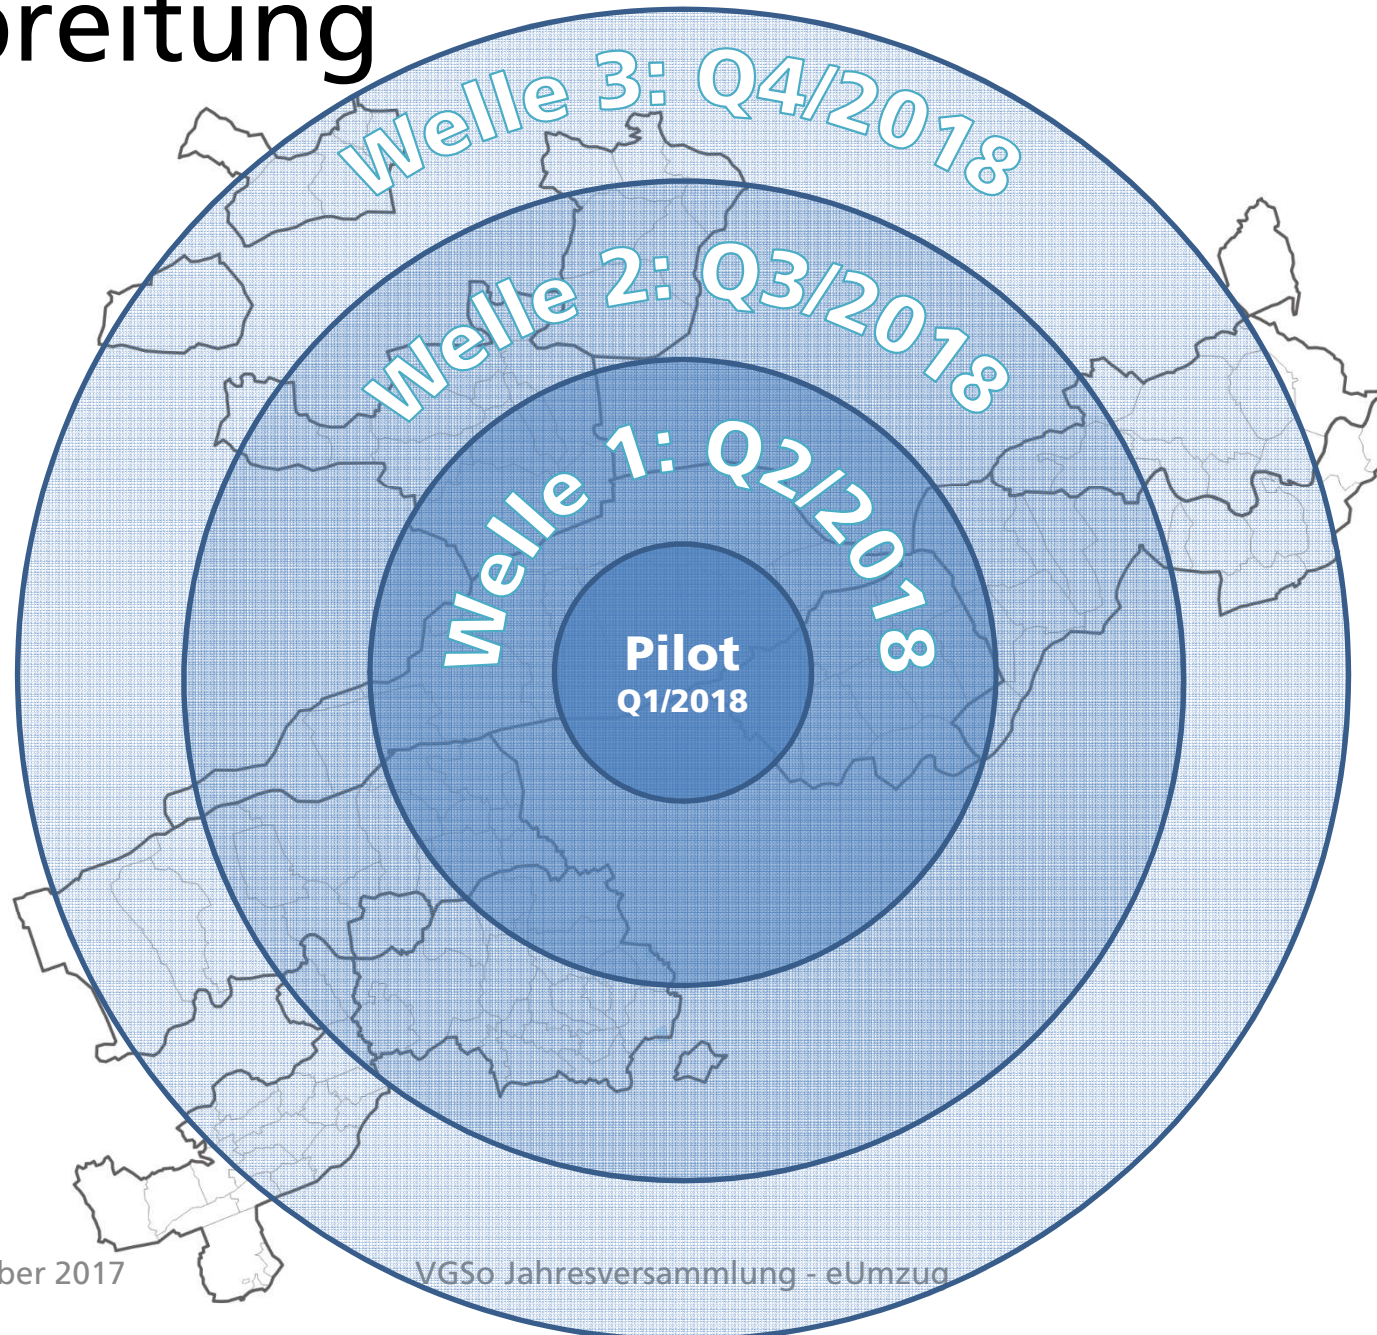 breitung
Welle 3: Q4/2018
Welle 2: Q3/2018
Welle 1: Q2/2018
Pilot
Q1/2018
ber 2017
VGSo Jahresversammlung - eUmzug